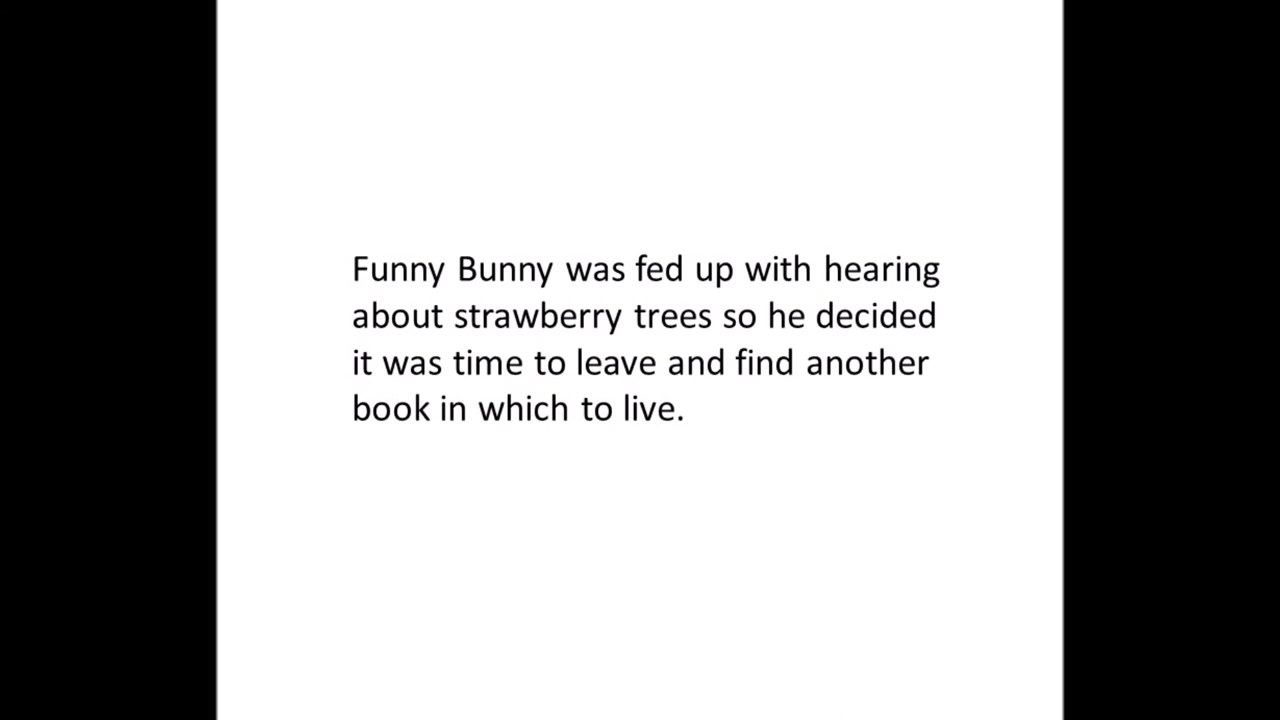 Funny Bunny was fed up with hearing
about strawberry trees so he decided
it was time to leave and find another
book in which to live.